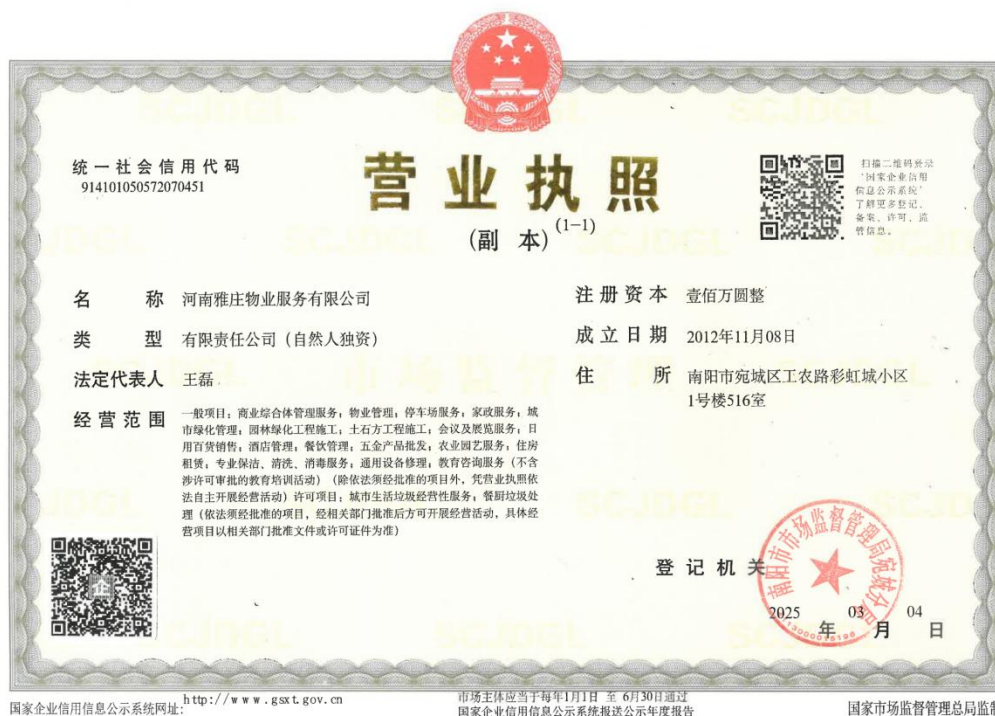 统一社会信用代码
914101050572070451
营业执照
(副 本) (1-1)
扫描二维码登录
'国家企业信用
信息公示系统'
了解更多登记、
备案、许可、监
管信息。
名 称 河南雅庄物业服务有限公司
类 型 有限责任公司（自然人独资）
法定代表人 王磊
经营范围 一般项目：商业综合体管理服务；物业管理；停车场服务；家政服务；城
市绿化管理；园林绿化工程施工；土石方工程施工；会议及展览服务；日
用百货销售；酒店管理；餐饮管理；五金产品批发；农业园艺服务；住房
租赁；专业保洁、清洗、消毒服务；通用设备修理；教育咨询服务（不含
涉许可审批的教育培训活动）（除依法须经批准的项目外，凭营业执照依
法自主开展经营活动）许可项目：城市生活垃圾经营性服务；餐厨垃圾处
理（依法须经批准的项目，经相关部门批准后方可开展经营活动，具体经
营项目以相关部门批准文件或许可证件为准）
注册资本 壹佰万圆整
成立日期 2012年11月08日
住 所 南阳市宛城区工农路彩虹城小区
1号楼516室
登记机关
南阳市市场监督管理局宛城分局
2025 年 03 月 04 日
国家企业信用信息公示系统网址: http://www.gsxt.gov.cn
市场主体应当于每年1月1日 至 6月30日通过
国家企业信用信息公示系统报送公示年度报告
国家市场监督管理总局监制
SCJDGL
市场监督管理